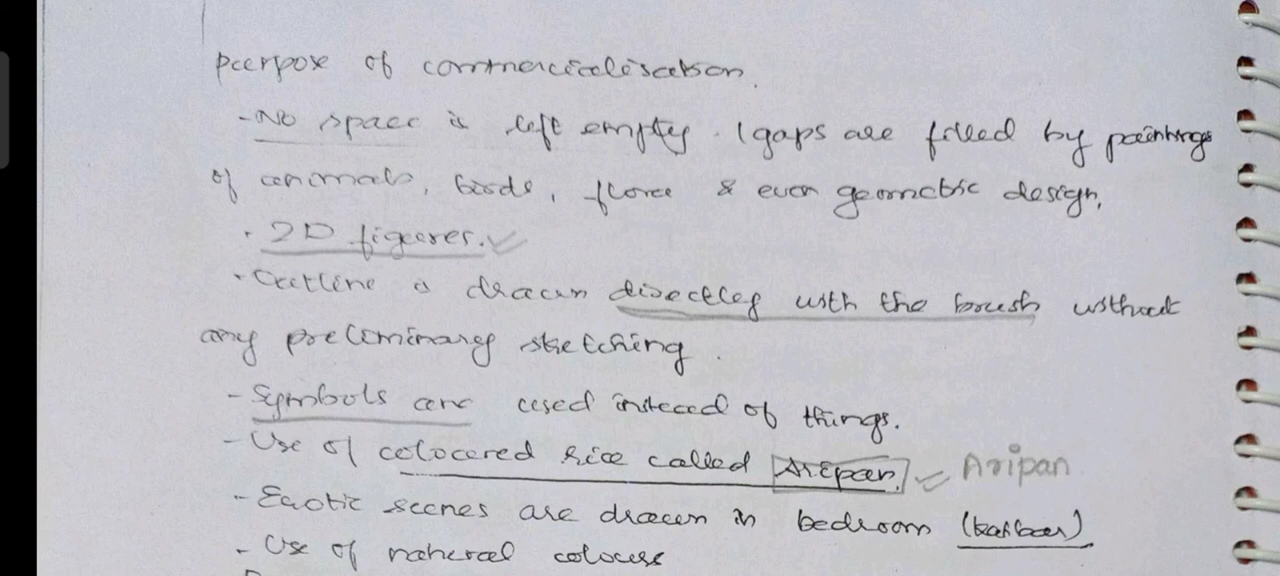 purpose of commercialisation.
- No space is left empty. / gaps are filled by paintings
of animals, birds, flora & even geometric design.
• 2D figures.
• Outline is drawn directley with the brush without
any preliminary sketching.
- Symbols are used instead of things.
- Use of coloured rice called Aripan. Aripan
- Erotic scenes are drawn in bedroom (kohbar)
- Use of natural colours